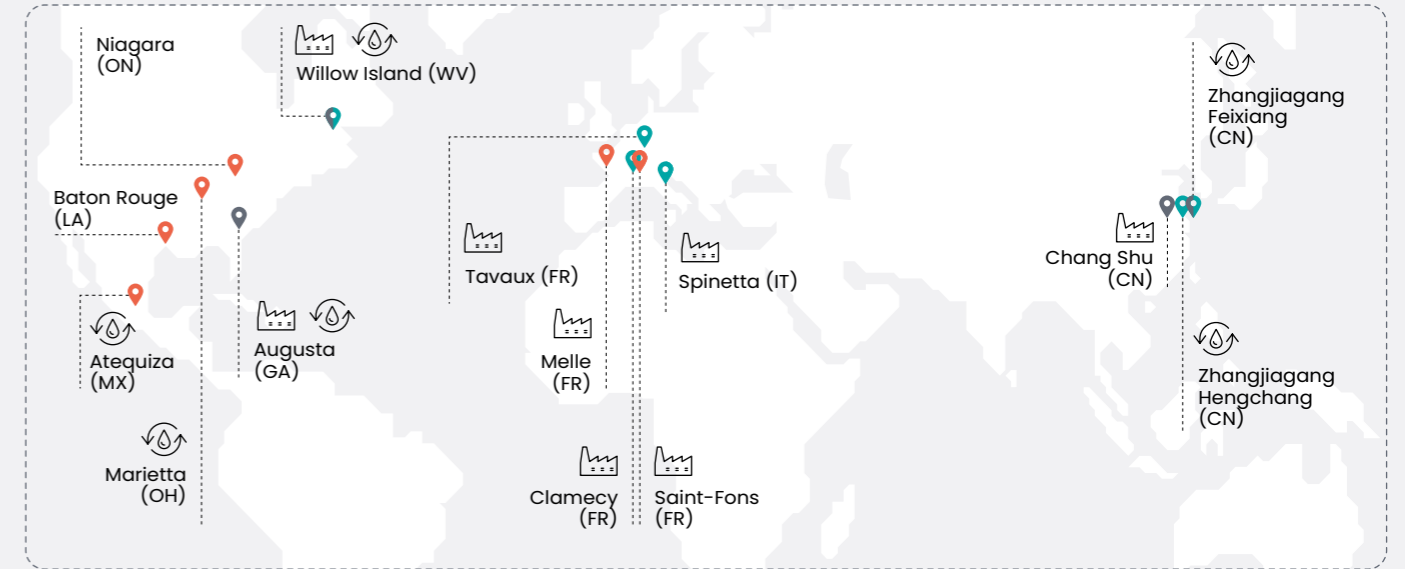 Niagara
(ON)
Willow Island (WV)
Zhangjiagang
Feixiang
(CN)
Baton Rouge
(LA)
Chang Shu
(CN)
Tavaux (FR)
Spinetta (IT)
Atequiza
(MX)
Augusta
(GA)
Melle
(FR)
Zhangjiagang
Hengchang
(CN)
Marietta
(OH)
Clamecy
(FR)
Saint-Fons
(FR)